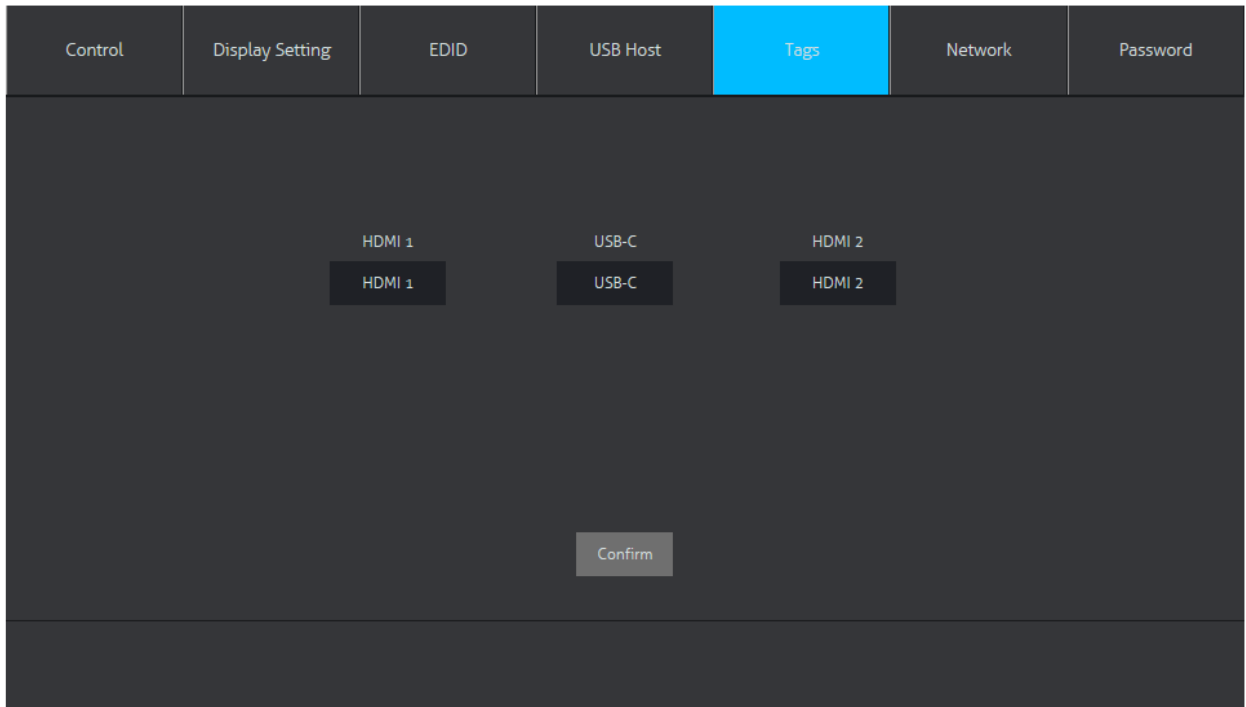 Control Display Setting EDID USB Host Tags Network Password
HDMI 1 USB-C HDMI 2
HDMI 1 USB-C HDMI 2
Confirm